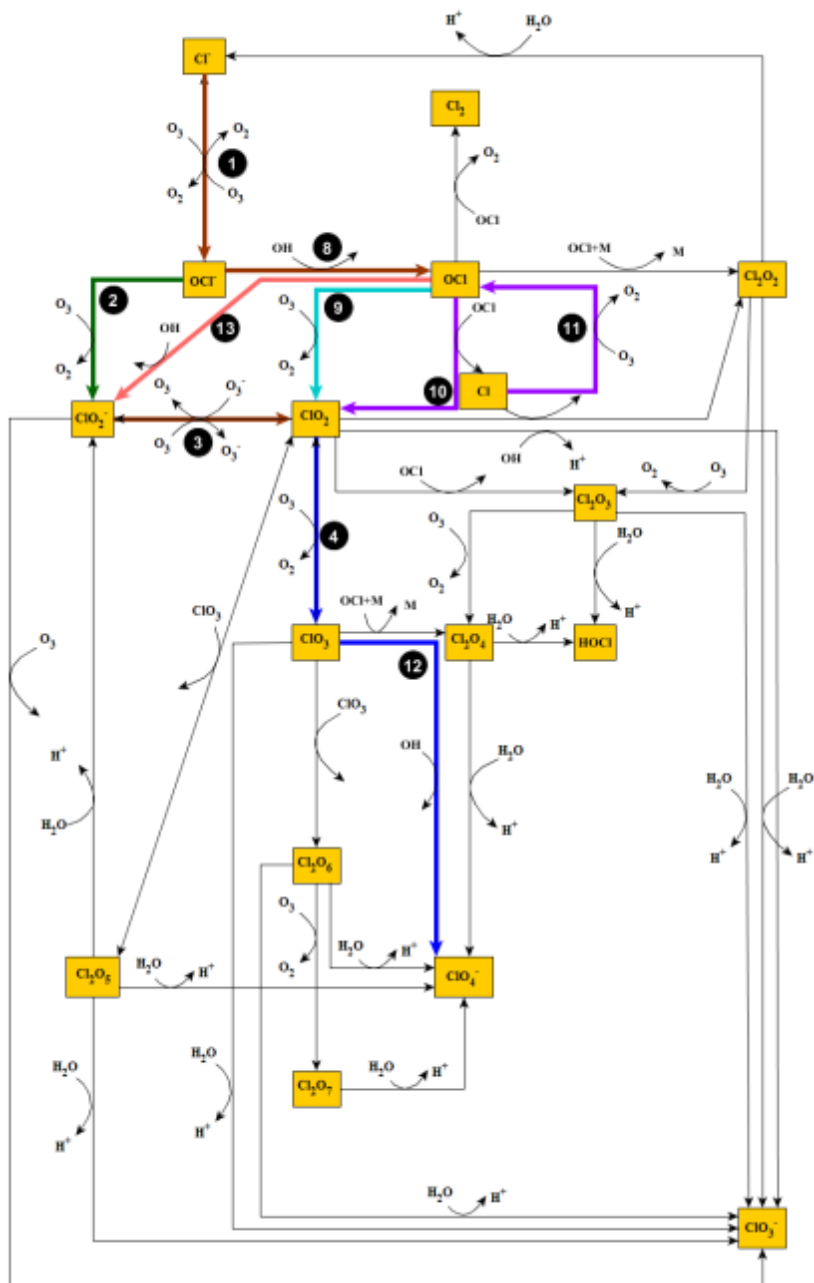 H⁺ H₂O
Cl⁻
Cl₂
O₃ O₂
1
O₂ O₃
O₂
OCl
OH 8
OCl+M M
OCl⁻
OCl
Cl₂O₂
2
13
9
OCl
11
O₂
O₃
O₂
OH
O₃
O₂
O₃
10
Cl
O₃ O₃⁻
ClO₂⁻
ClO₂
O₃ 3 O₃⁻
OH H⁺
OCl
O₂ O₃
Cl₂O₃
O₃
4
O₂
O₃
O₂
H₂O
H⁺
ClO₃
OCl+M M
H₂O H⁺
ClO₃
Cl₂O₄
HOCl
12
O₃
ClO₃
H⁺
H₂O
OH
H₂O
H⁺
H₂O
H⁺
H₂O
H⁺
Cl₂O₆
O₃
O₂
H₂O H⁺
Cl₂O₅
H₂O H⁺
ClO₄⁻
H₂O
H⁺
H₂O
H⁺
Cl₂O₇
H₂O H⁺
H₂O H⁺
ClO₃⁻